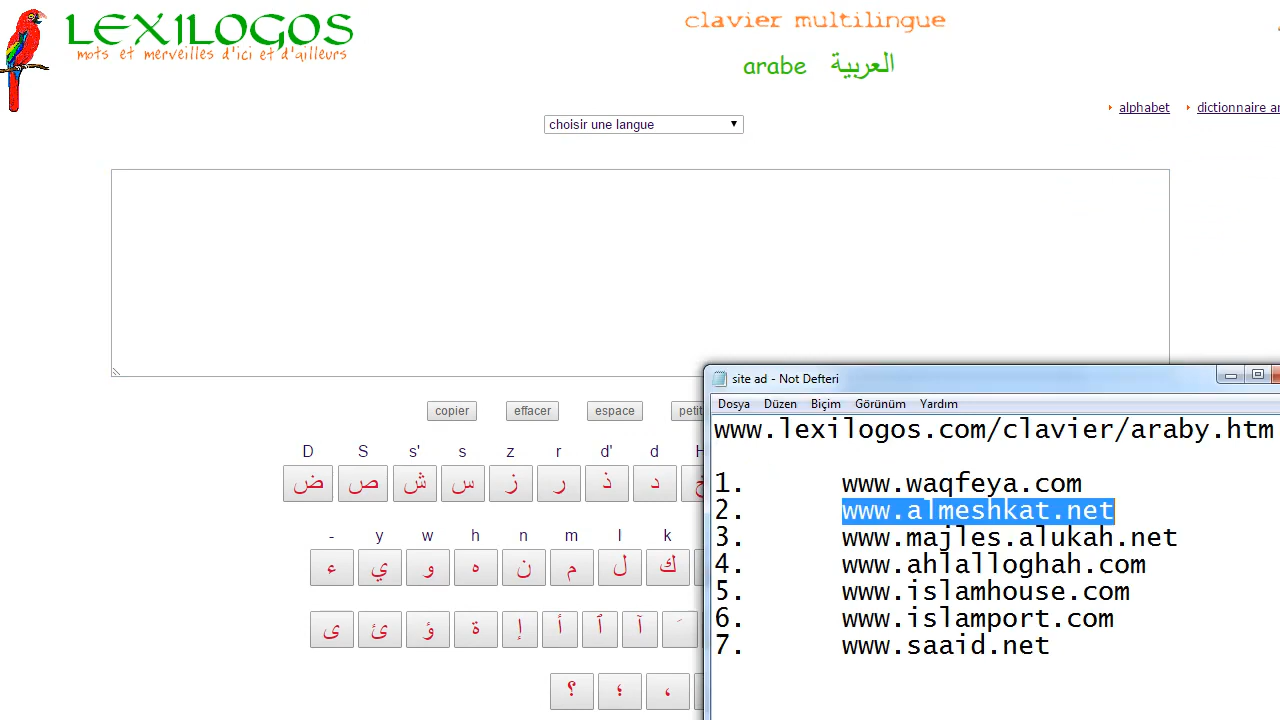 LEXILOGOS
mots et merveilles d'ici et d'ailleurs
clavier multilingue
arabe العربية
alphabet dictionnaire
choisir une langue
copier effacer espace
D S s' s z r d' d
ض ص ش س ز ر ذ د
- y w h n m l k
ء ي و ه ن م ل ك
ى ئ ؤ ة إ أ ٱ آ
؟ ؛ ،
site ad - Not Defteri
Dosya Düzen Biçim Görünüm Yardım
www.lexilogos.com/clavier/araby.htm
1. www.waqfeya.com
2. www.almeshkat.net
3. www.majles.alukah.net
4. www.ahlalloghah.com
5. www.islamhouse.com
6. www.islamport.com
7. www.saaid.net